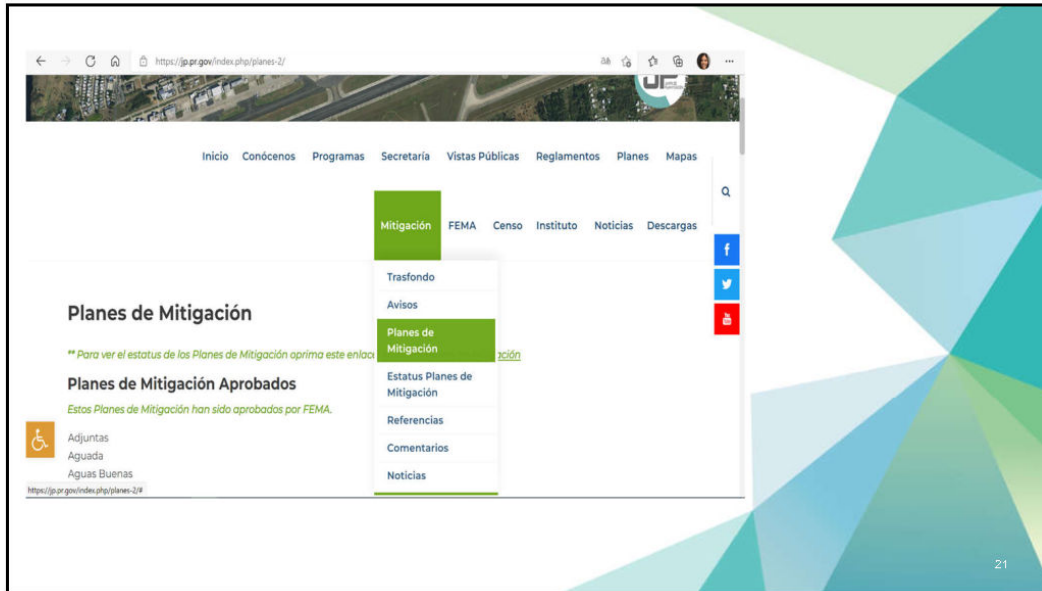 https://jp.pr.gov/index.php/planes-2/
JP
Inicio Conócenos Programas Secretaría Vistas Públicas Reglamentos Planes Mapas
Mitigación FEMA Censo Instituto Noticias Descargas
Trasfondo
Avisos
Planes de
Mitigación
Estatus Planes de
Mitigación
Referencias
Comentarios
Noticias
Planes de Mitigación
** Para ver el estatus de los Planes de Mitigación oprima este enlac ación
Planes de Mitigación Aprobados
Estos Planes de Mitigación han sido aprobados por FEMA.
Adjuntas
Aguada
Aguas Buenas
https://jp.pr.gov/index.php/planes-2/#
21